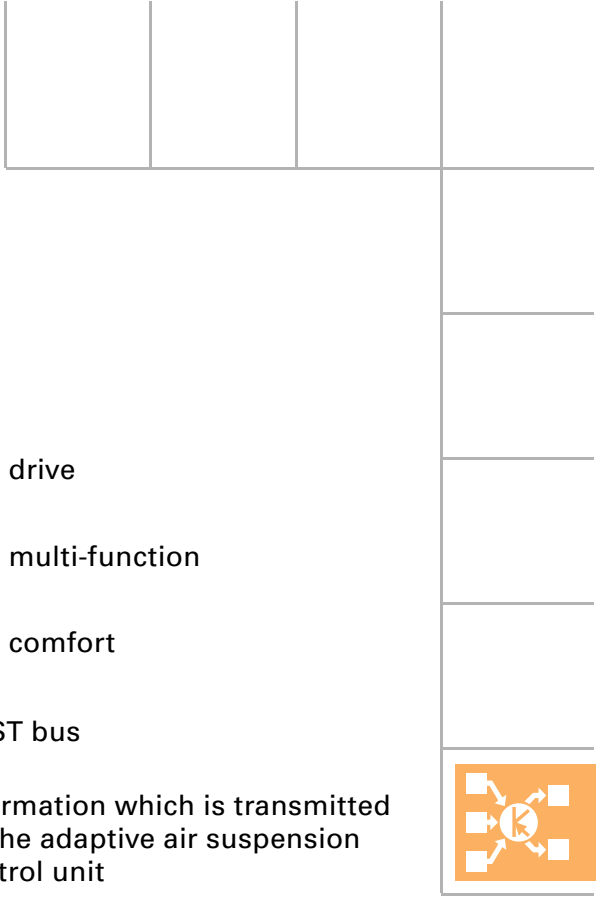 drive
multi-function
comfort
ST bus
rmation which is transmitted
he adaptive air suspension
trol unit